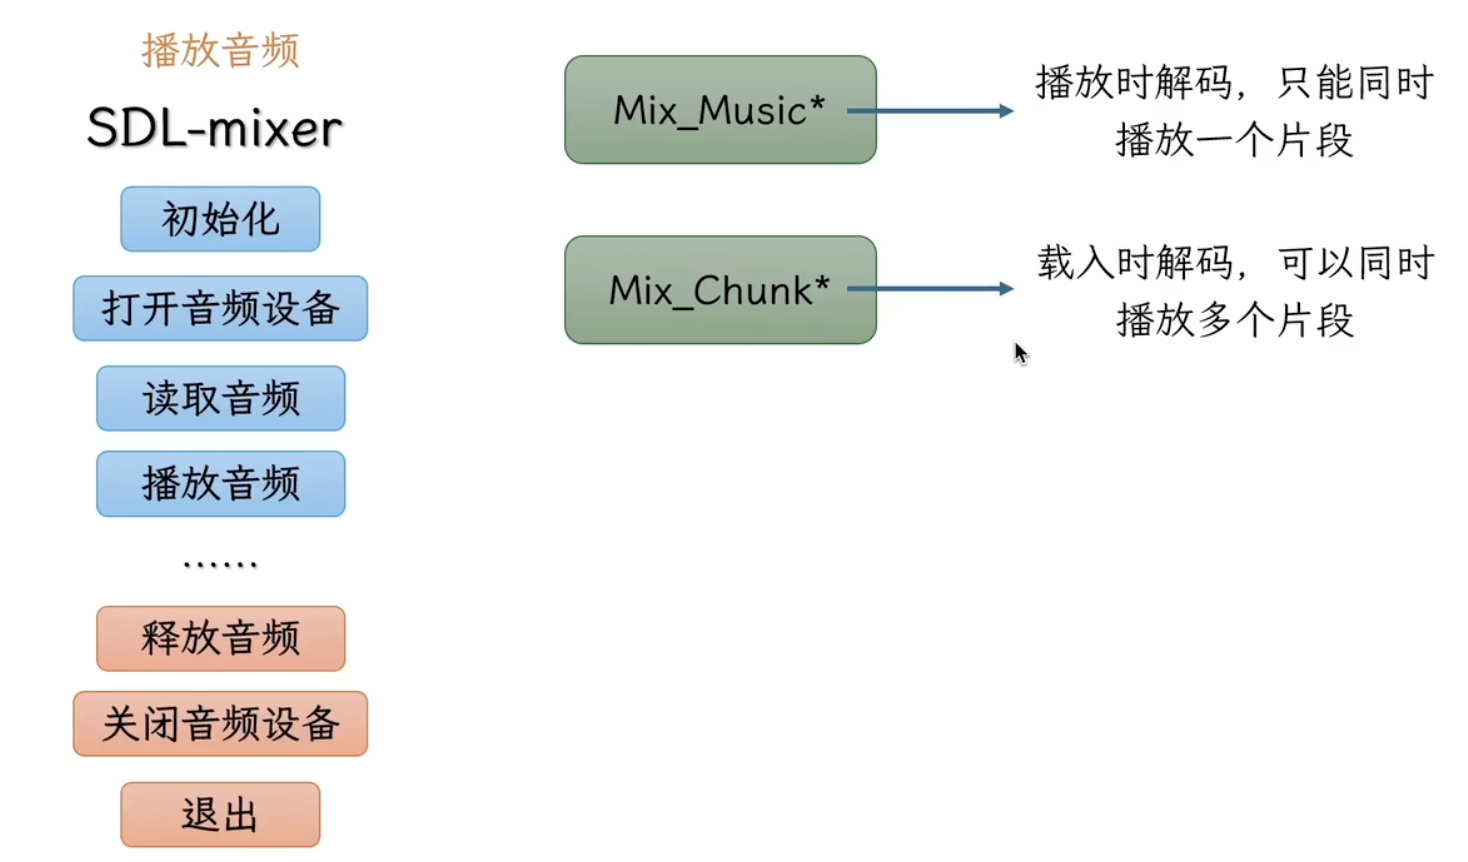 播放音频
SDL-mixer
初始化
打开音频设备
读取音频
播放音频
......
释放音频
关闭音频设备
退出
Mix_Music*
播放时解码，只能同时
播放一个片段
Mix_Chunk*
载入时解码，可以同时
播放多个片段